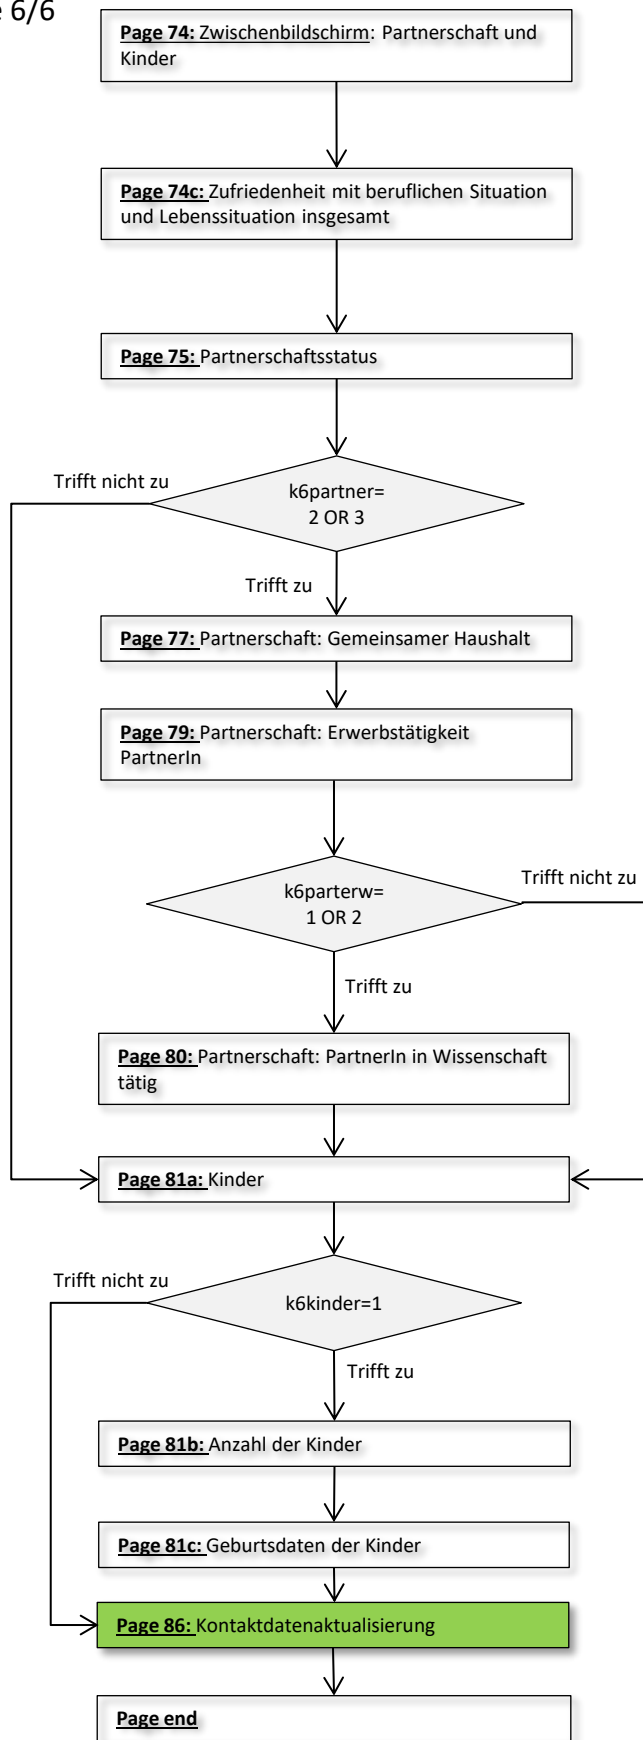 6/6
Page 74: Zwischenbildschirm: Partnerschaft und
Kinder
Page 74c: Zufriedenheit mit beruflichen Situation
und Lebenssituation insgesamt
Page 75: Partnerschaftsstatus
Trifft nicht zu
k6partner=
2 OR 3
Trifft zu
Page 77: Partnerschaft: Gemeinsamer Haushalt
Page 79: Partnerschaft: Erwerbstätigkeit
PartnerIn
Trifft nicht zu
k6parterw=
1 OR 2
Trifft zu
Page 80: Partnerschaft: PartnerIn in Wissenschaft
tätig
Page 81a: Kinder
Trifft nicht zu
k6kinder=1
Trifft zu
Page 81b: Anzahl der Kinder
Page 81c: Geburtsdaten der Kinder
Page 86: Kontaktdatenaktualisierung
Page end